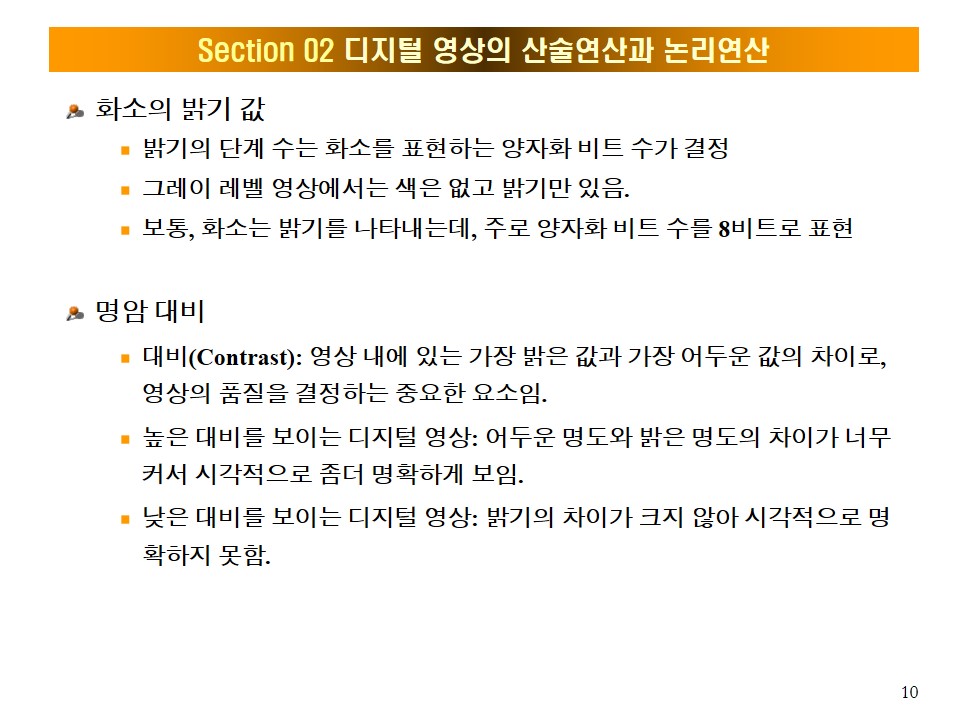 Section 02 디지털 영상의 산술연산과 논리연산
화소의 밝기 값
밝기의 단계 수는 화소를 표현하는 양자화 비트 수가 결정
그레이 레벨 영상에서는 색은 없고 밝기만 있음.
보통, 화소는 밝기를 나타내는데, 주로 양자화 비트 수를 8비트로 표현
명암 대비
대비(Contrast): 영상 내에 있는 가장 밝은 값과 가장 어두운 값의 차이로,
영상의 품질을 결정하는 중요한 요소임.
높은 대비를 보이는 디지털 영상: 어두운 명도와 밝은 명도의 차이가 너무
커서 시각적으로 좀더 명확하게 보임.
낮은 대비를 보이는 디지털 영상: 밝기의 차이가 크지 않아 시각적으로 명
확하지 못함.
10